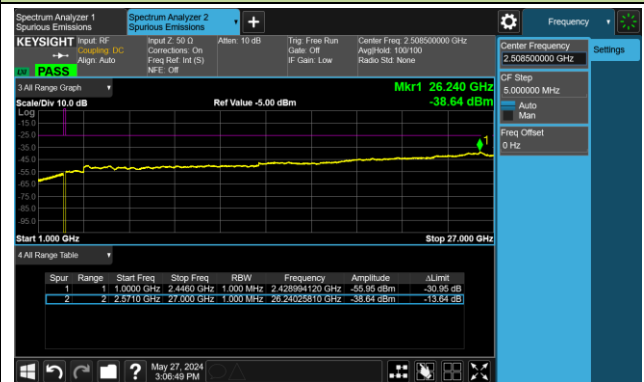 Spectrum Analyzer 1
Spurious Emissions
Spectrum Analyzer 2
Spurious Emissions
Frequency
KEYSIGHT
Input: RF
Coupling: DC
Align: Auto
Input Z: 50 Ω
Corrections: On
Freq Ref: Int (S)
NFE: Off
Atten: 10 dB
Trig: Free Run
Gate: Off
IF Gain: Low
Center Freq: 2.508500000 GHz
Avg|Hold: 100/100
Radio Std: None
PASS
Center Frequency
2.508500000 GHz
Settings
CF Step
5.000000 MHz
Auto
Man
Freq Offset
0 Hz
3 All Range Graph
Mkr1 26.240 GHz
Scale/Div 10.0 dB
Ref Value -5.00 dBm
-38.64 dBm
Log
-15.0
-25.0
-35.0
-45.0
-55.0
-65.0
-75.0
-85.0
-95.0
1
Start 1.000 GHz
Stop 27.000 GHz
4 All Range Table
Spur Range Start Freq Stop Freq RBW Frequency Amplitude ΔLimit
1 1 1.0000 GHz 2.4460 GHz 1.000 MHz 2.428994120 GHz -55.95 dBm -30.95 dB
2 2 2.5710 GHz 27.000 GHz 1.000 MHz 26.24025810 GHz -38.64 dBm -13.64 dB
May 27, 2024
3:06:49 PM